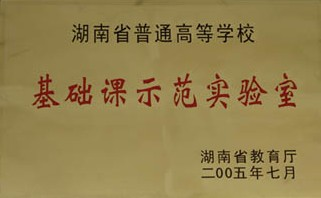 湖南省普通高等学校
基础课示范实验室
湖南省教育厅
二00五年七月